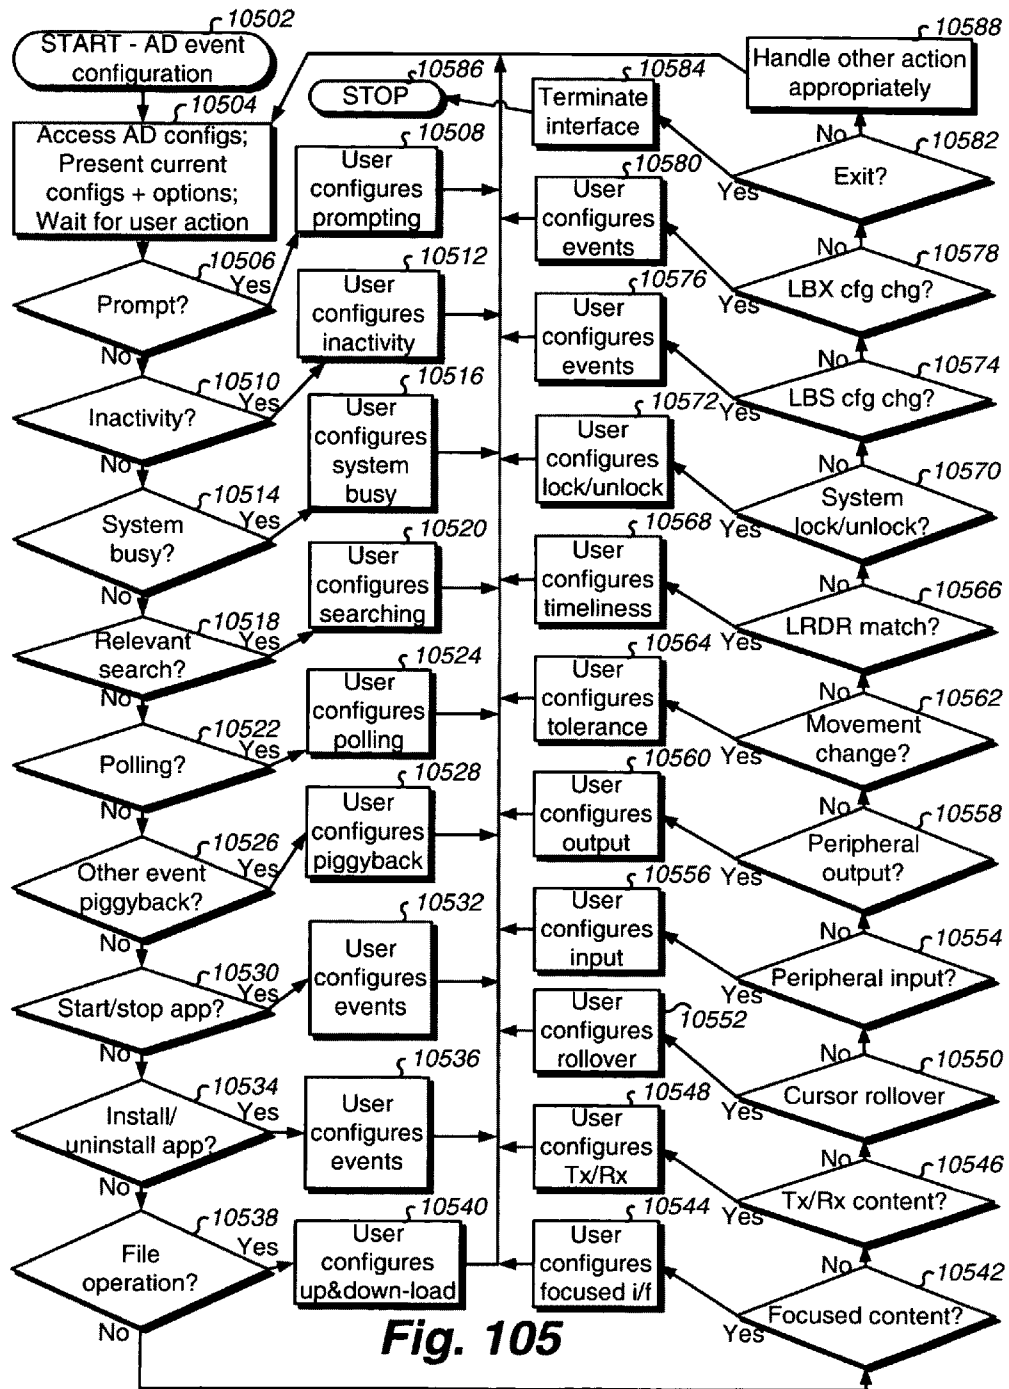 10502
START - AD event
configuration
10504
Access AD configs;
Present current
configs + options;
Wait for user action
10506
Prompt?
Yes
No
10508
User
configures
prompting
10510
Inactivity?
Yes
No
10512
User
configures
inactivity
10514
System
busy?
Yes
No
10516
User
configures
system
busy
10518
Relevant
search?
Yes
No
10520
User
configures
searching
10522
Polling?
Yes
No
10524
User
configures
polling
10526
Other event
piggyback?
Yes
No
10528
User
configures
piggyback
10530
Start/stop app?
Yes
No
10532
User
configures
events
10534
Install/
uninstall app?
Yes
No
10536
User
configures
events
10538
File
operation?
Yes
No
10540
User
configures
up&down-load
10542
Focused content?
Yes
No
10544
User
configures
focused i/f
10546
Tx/Rx content?
Yes
No
10548
User
configures
Tx/Rx
10550
Cursor rollover
Yes
No
10552
User
configures
rollover
10554
Peripheral input?
Yes
No
10556
User
configures
input
10558
Peripheral
output?
Yes
No
10560
User
configures
output
10562
Movement
change?
Yes
No
10564
User
configures
tolerance
10566
LRDR match?
Yes
No
10568
User
configures
timeliness
10570
System
lock/unlock?
Yes
No
10572
User
configures
lock/unlock
10574
LBS cfg chg?
Yes
No
10576
User
configures
events
10578
LBX cfg chg?
Yes
No
10580
User
configures
events
10582
Exit?
Yes
No
10584
Terminate
interface
10586
STOP
10588
Handle other action
appropriately
Fig. 105